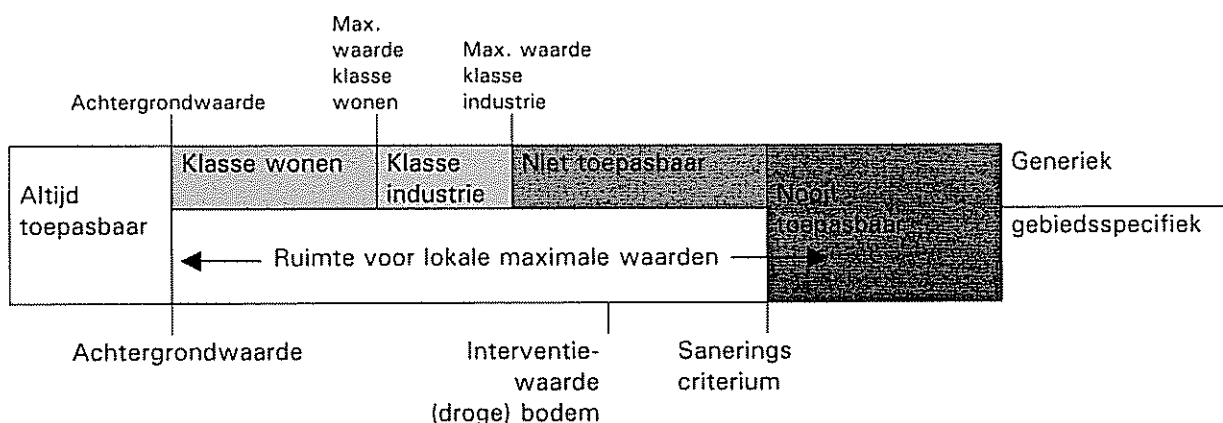 Max.
waarde
klasse
wonen
Max. waarde
klasse
industrie
Achtergrondwaarde
Klasse wonen
Klasse
industrie
Niet toepasbaar
Nooit
toepasbaar
Generiek
Altijd
toepasbaar
gebiedsspecifiek
Ruimte voor lokale maximale waarden
Achtergrondwaarde
Interventie-
waarde
(droge) bodem
Sanerings
criterium